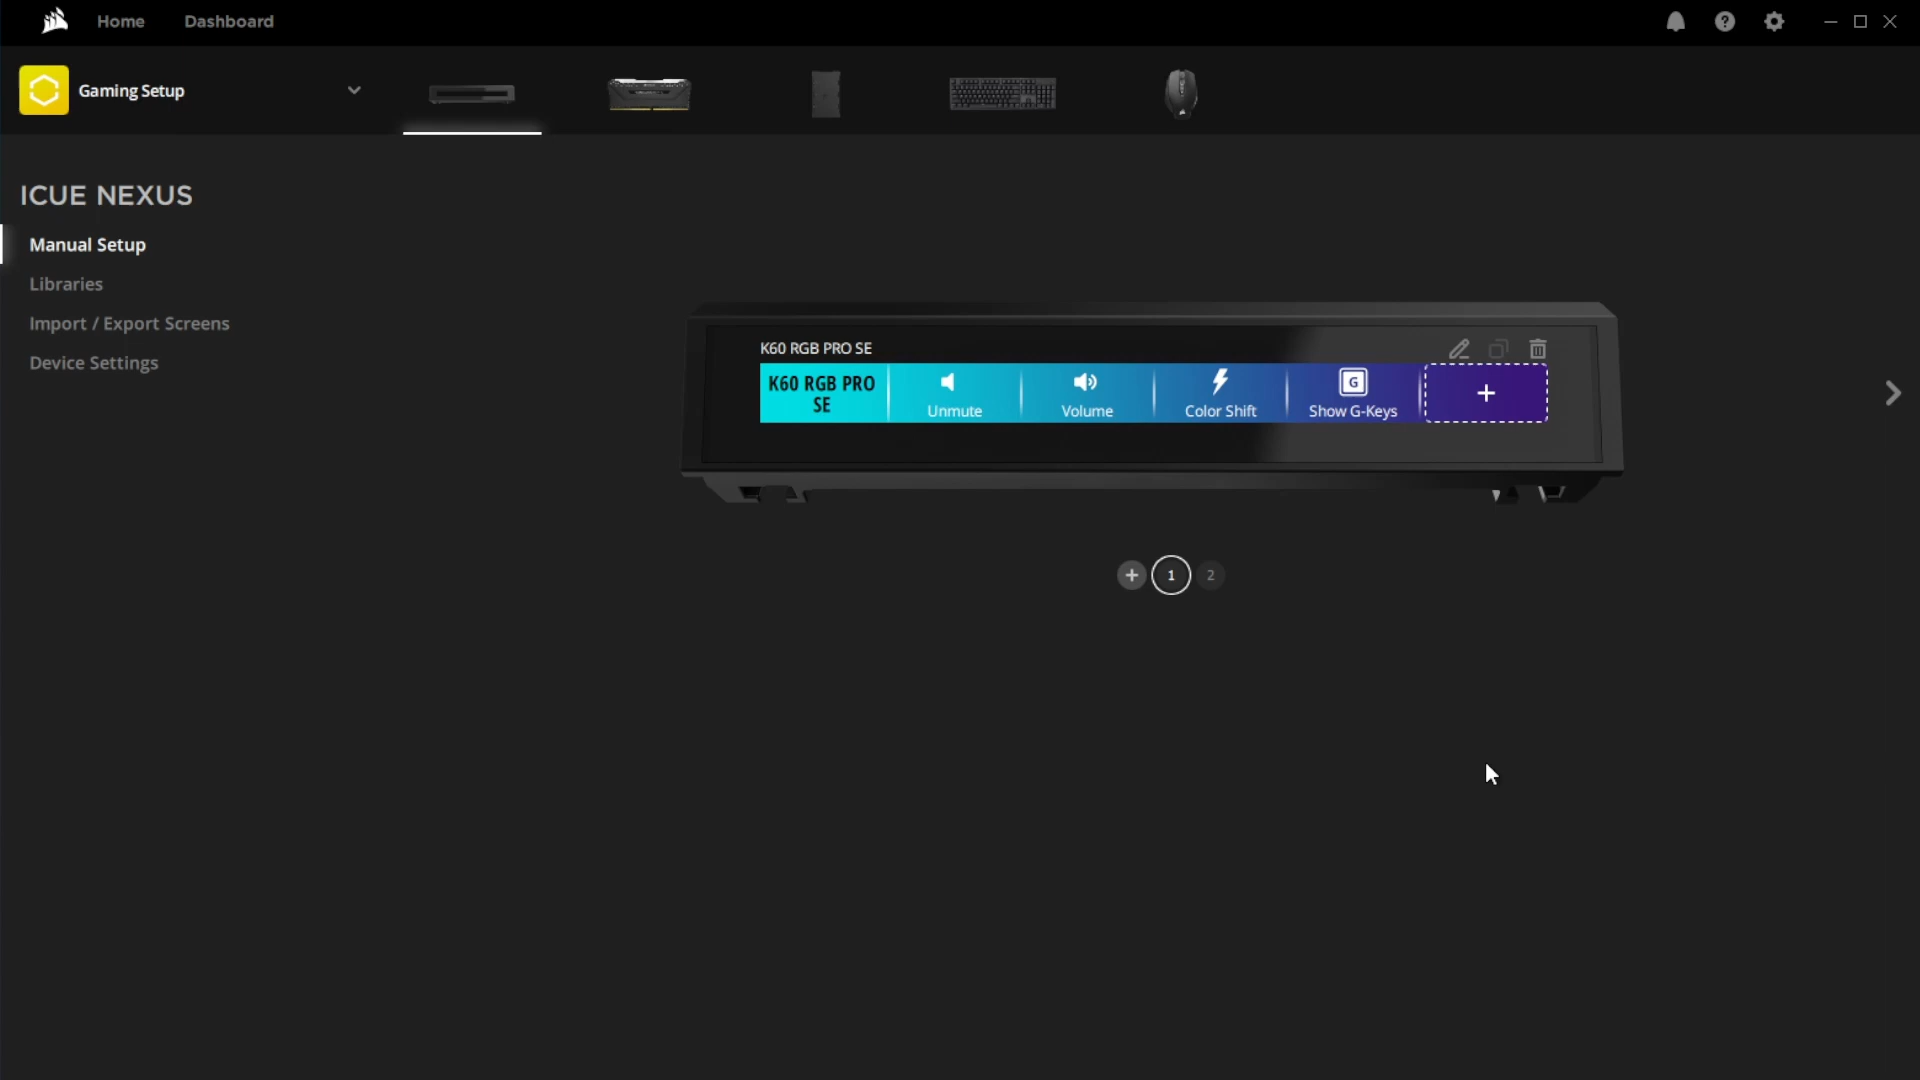 Home
Dashboard
Gaming Setup
ICUE NEXUS
Manual Setup
Libraries
Import / Export Screens
Device Settings
K60 RGB PRO SE
K60 RGB PRO
SE
Unmute
Volume
Color Shift
G
Show G-Keys
+
+
1
2